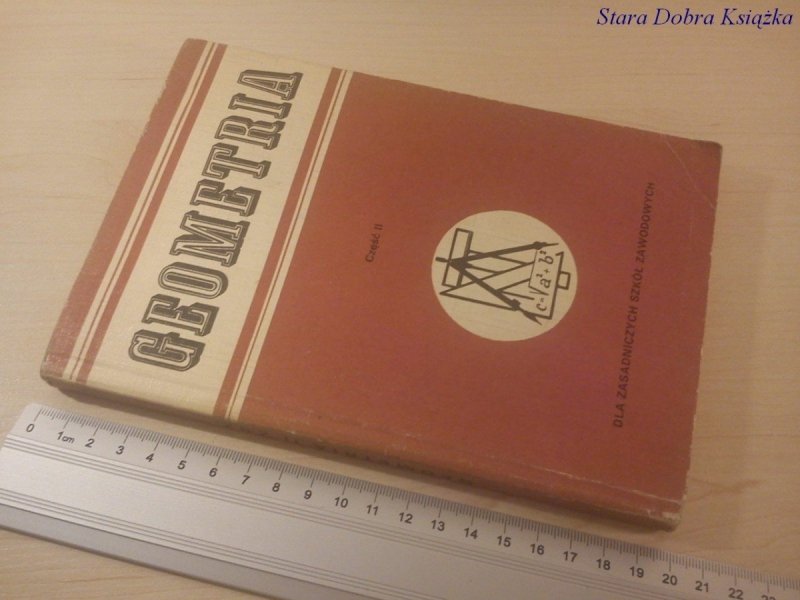 Stara Dobra Książka
GEOMETRIA
Część II
c=√a²+b²
DLA ZASADNICZYCH SZKÓŁ ZAWODOWYCH
0 1cm 2 3 4 5 6 7 8 9 10 11 12 13 14 15 16 17 18 19 20 21 22 23